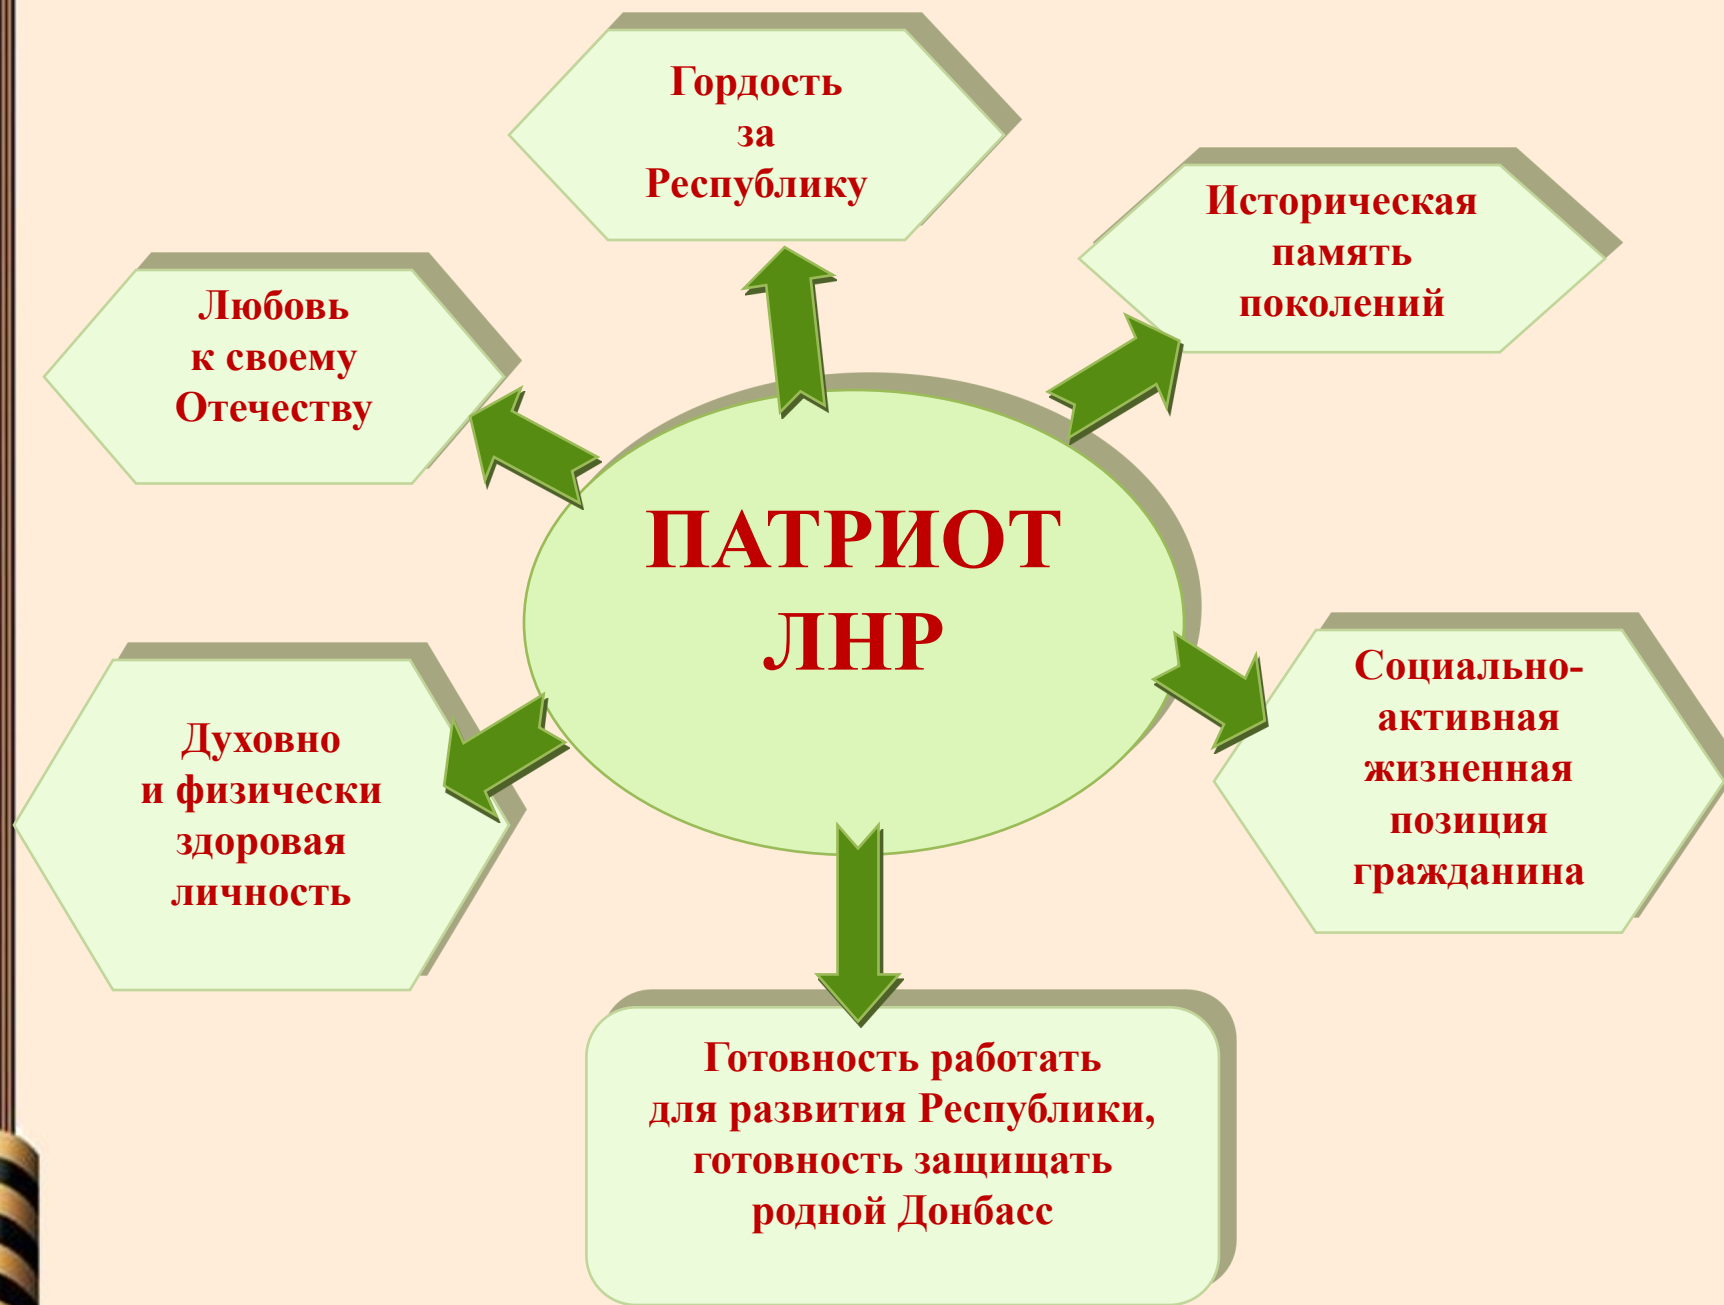 Гордость
за
Республику
Историческая
память
поколений
Любовь
к своему
Отечеству
ПАТРИОТ
ЛНР
Социально-
активная
жизненная
позиция
гражданина
Духовно
и физически
здоровая
личность
Готовность работать
для развития Республики,
готовность защищать
родной Донбасс